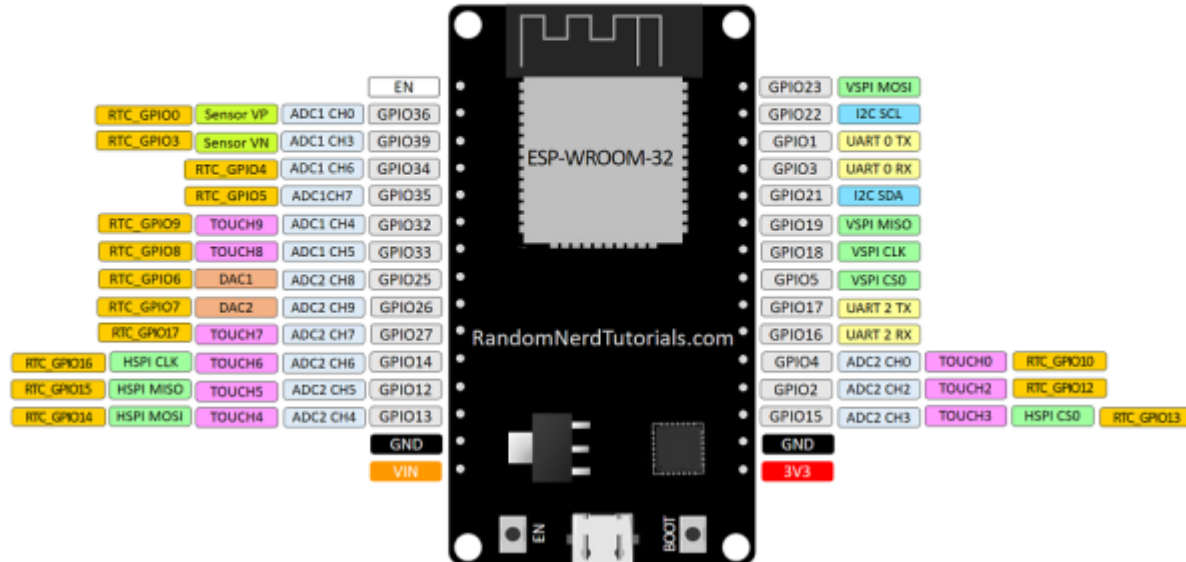 EN GPIO23 VSPI MOSI
RTC_GPIO0 Sensor VP ADC1 CH0 GPIO36 GPIO22 I2C SCL
RTC_GPIO3 Sensor VN ADC1 CH3 GPIO39 GPIO1 UART 0 TX
ESP-WROOM-32
RTC_GPIO4 ADC1 CH6 GPIO34 GPIO3 UART 0 RX
RTC_GPIO5 ADC1CH7 GPIO35 GPIO21 I2C SDA
RTC_GPIO9 TOUCH9 ADC1 CH4 GPIO32 GPIO19 VSPI MISO
RTC_GPIO8 TOUCH8 ADC1 CH5 GPIO33 GPIO18 VSPI CLK
RTC_GPIO6 DAC1 ADC2 CH8 GPIO25 GPIO5 VSPI CS0
RTC_GPIO7 DAC2 ADC2 CH9 GPIO26 GPIO17 UART 2 TX
RTC_GPIO17 TOUCH7 ADC2 CH7 GPIO27 RandomNerdTutorials.com GPIO16 UART 2 RX
RTC_GPIO16 HSPI CLK TOUCH6 ADC2 CH6 GPIO14 GPIO4 ADC2 CH0 TOUCH0 RTC_GPIO10
RTC_GPIO15 HSPI MISO TOUCH5 ADC2 CH5 GPIO12 GPIO2 ADC2 CH2 TOUCH2 RTC_GPIO12
RTC_GPIO14 HSPI MOSI TOUCH4 ADC2 CH4 GPIO13 GPIO15 ADC2 CH3 TOUCH3 HSPI CS0 RTC_GPIO13
GND GND
VIN 3V3
EN BOOT